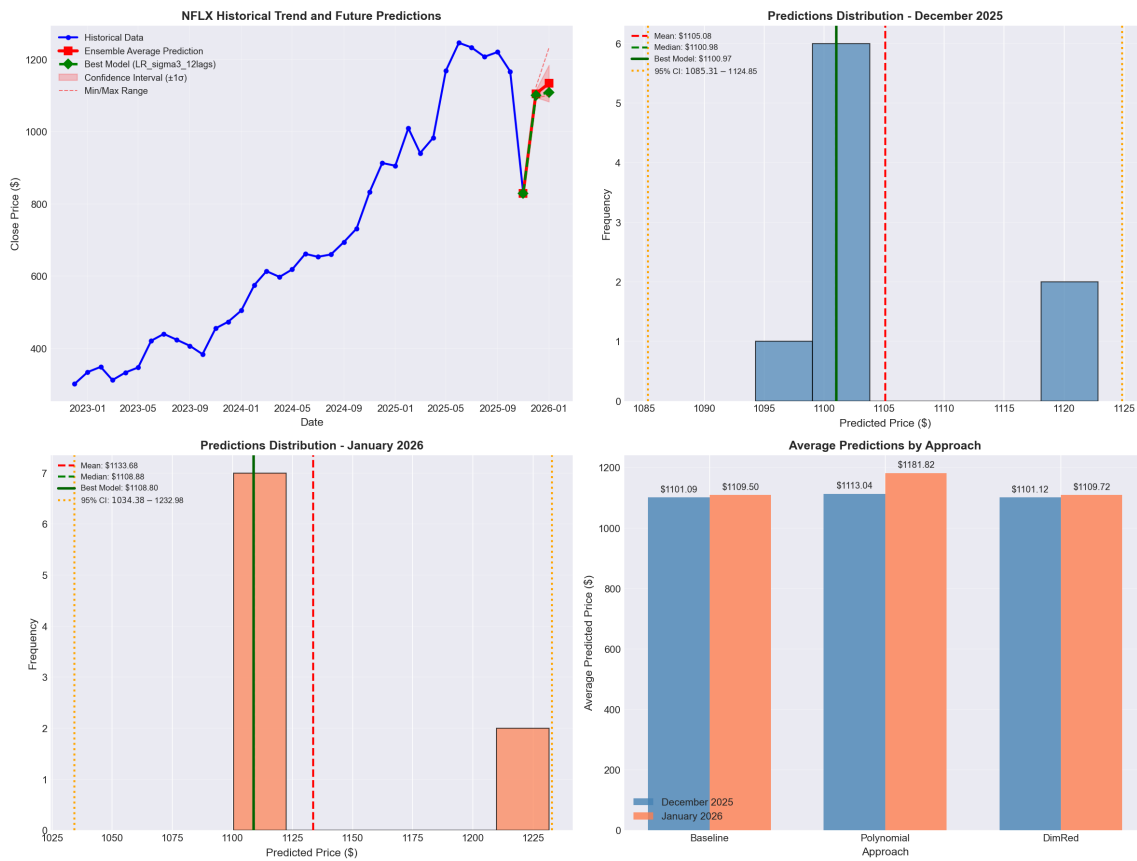 NFLX Historical Trend and Future Predictions
Historical Data
Ensemble Average Prediction
Best Model (LR_sigma3_12lags)
Confidence Interval (±1σ)
Min/Max Range
1200
1000
800
600
400
Close Price ($)
2023-01 2023-05 2023-09 2024-01 2024-05 2024-09 2025-01 2025-05 2025-09 2026-01
Date
Predictions Distribution - December 2025
Mean: $1105.08
Median: $1100.98
Best Model: $1100.97
95% CI: 1085.31 − 1124.85
6
5
4
3
2
1
0
Frequency
1085 1090 1095 1100 1105 1110 1115 1120 1125
Predicted Price ($)
Predictions Distribution - January 2026
Mean: $1133.68
Median: $1108.88
Best Model: $1108.80
95% CI: 1034.38 − 1232.98
7
6
5
4
3
2
1
0
Frequency
1025 1050 1075 1100 1125 1150 1175 1200 1225
Predicted Price ($)
Average Predictions by Approach
$1101.09 $1109.50 $1113.04 $1181.82 $1101.12 $1109.72
1200
1000
800
600
400
200
0
Average Predicted Price ($)
December 2025
January 2026
Baseline Polynomial DimRed
Approach